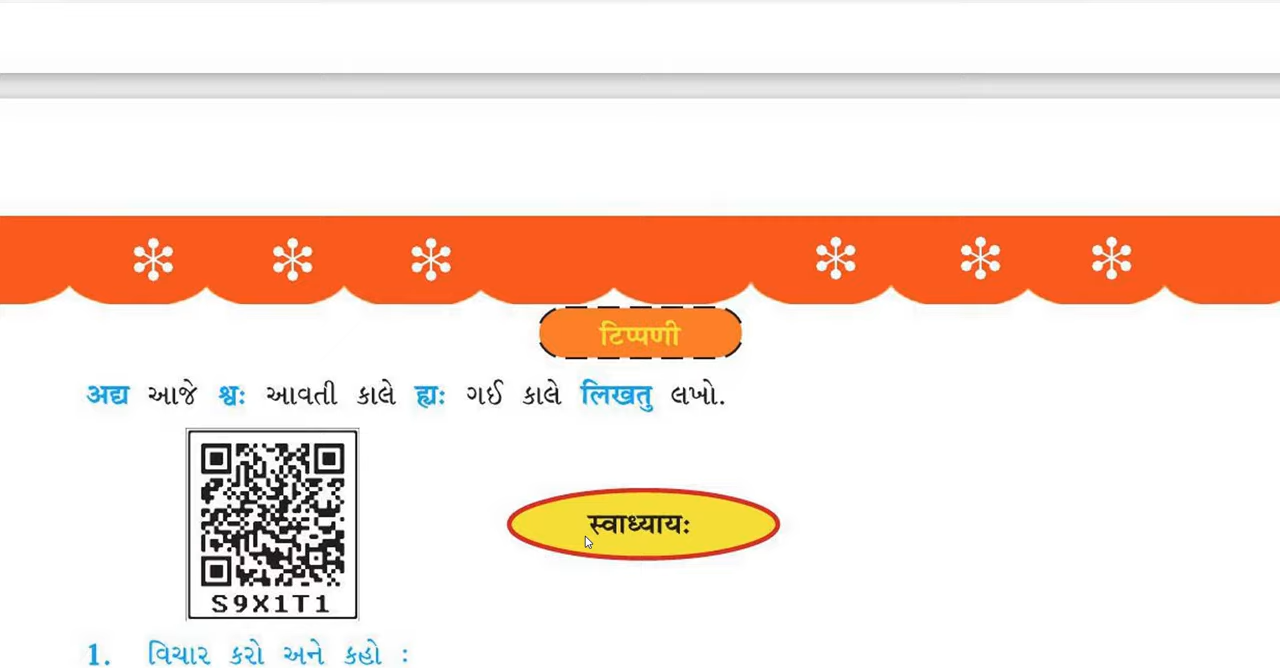 टिप्पणी
अद्य આજે श्वः આવતી કાલે ह्यः ગઈ કાલે लिखतु લખો.
स्वाध्यायः
S9X1T1
1. વિચાર કરો અને કહો :